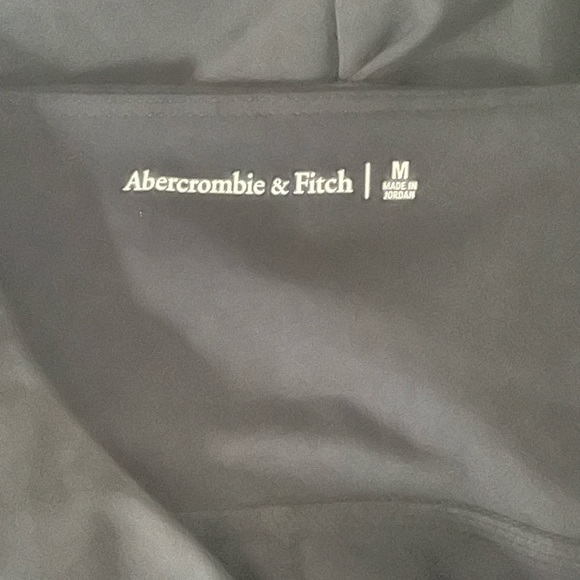 Abercrombie & Fitch | M
MADE IN
JORDAN